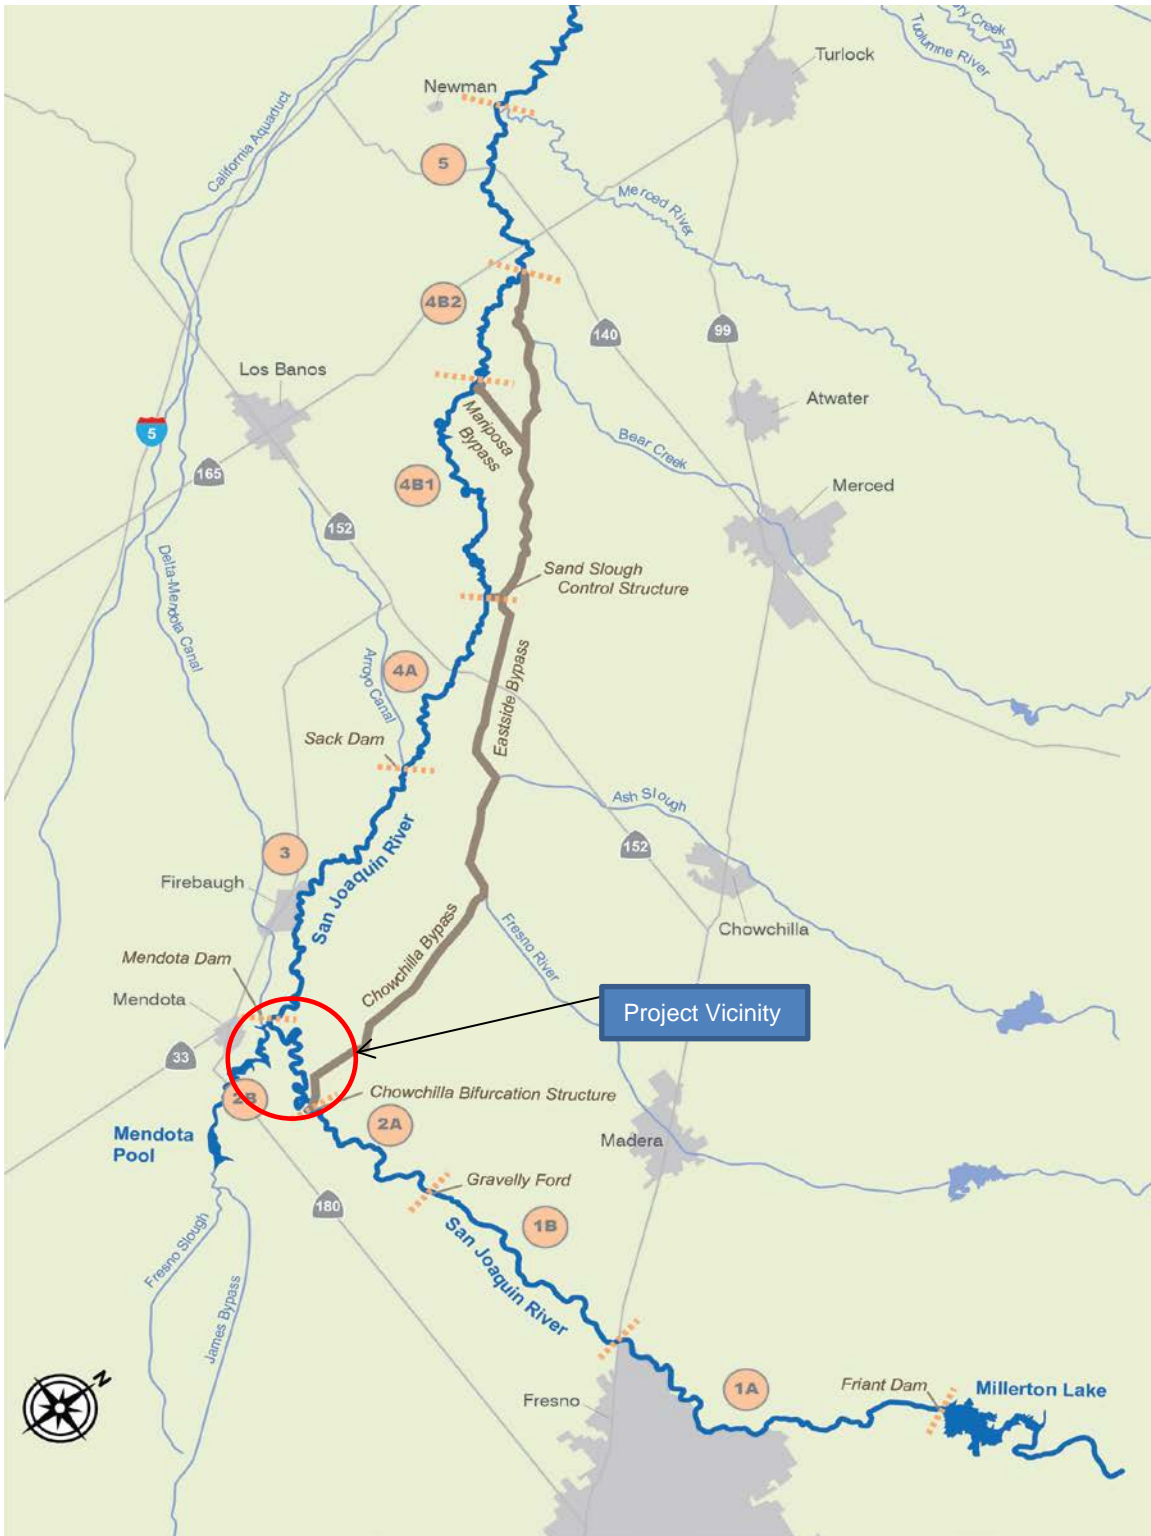 ry Creek
Tuolumne River
Turlock
Newman
California Aquaduct
5
Merced River
4B2
140
99
Los Banos
Atwater
5
Mariposa
Bypass
Bear Creek
165
4B1
Merced
152
Sand Slough
Control Structure
Delta-Mendota Canal
Arroyo Canal
4A
Eastside Bypass
Sack Dam
Ash Slough
152
3
Firebaugh
San Joaquin River
Chowchilla
Chowchilla Bypass
Fresno River
Mendota Dam
Mendota
Project Vicinity
33
2B
Chowchilla Bifurcation Structure
2A
Mendota
Pool
Madera
Gravelly Ford
180
1B
San Joaquin River
Fresno Slough
James Bypass
N
Fresno
1A
Friant Dam
Millerton Lake